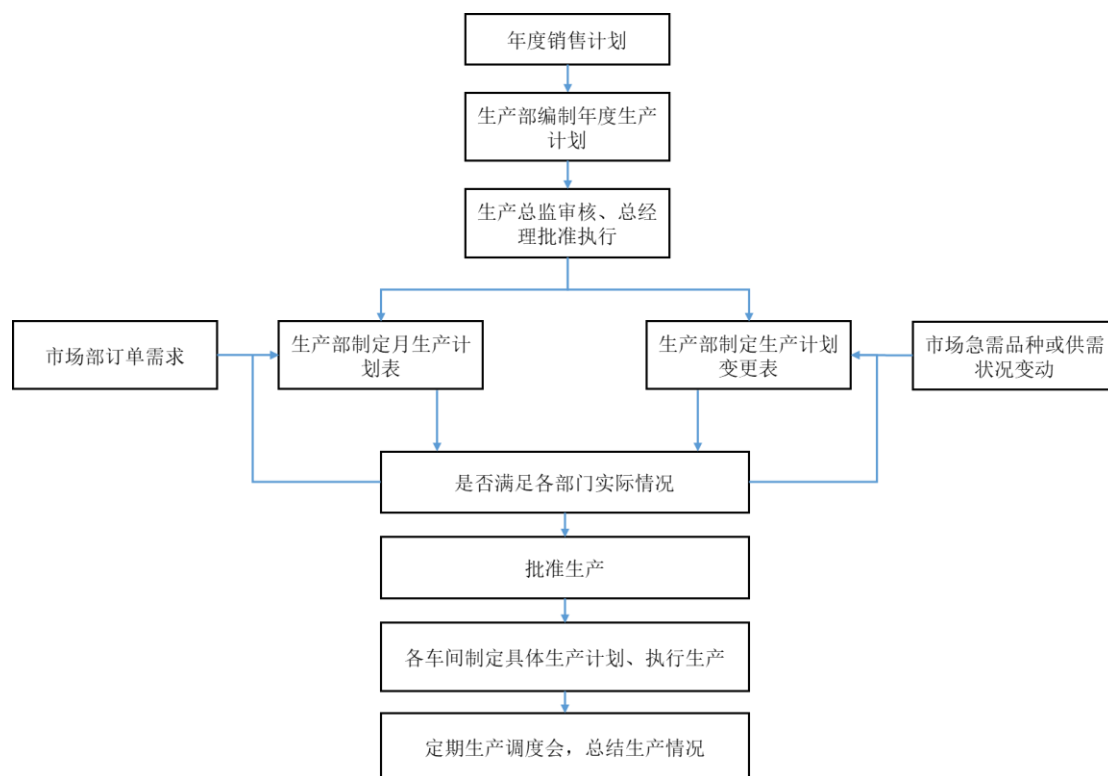 年度销售计划
生产部编制年度生产
计划
生产总监审核、总经
理批准执行
市场部订单需求
生产部制定月生产计
划表
生产部制定生产计划
变更表
市场急需品种或供需
状况变动
是否满足各部门实际情况
批准生产
各车间制定具体生产计划、执行生产
定期生产调度会，总结生产情况